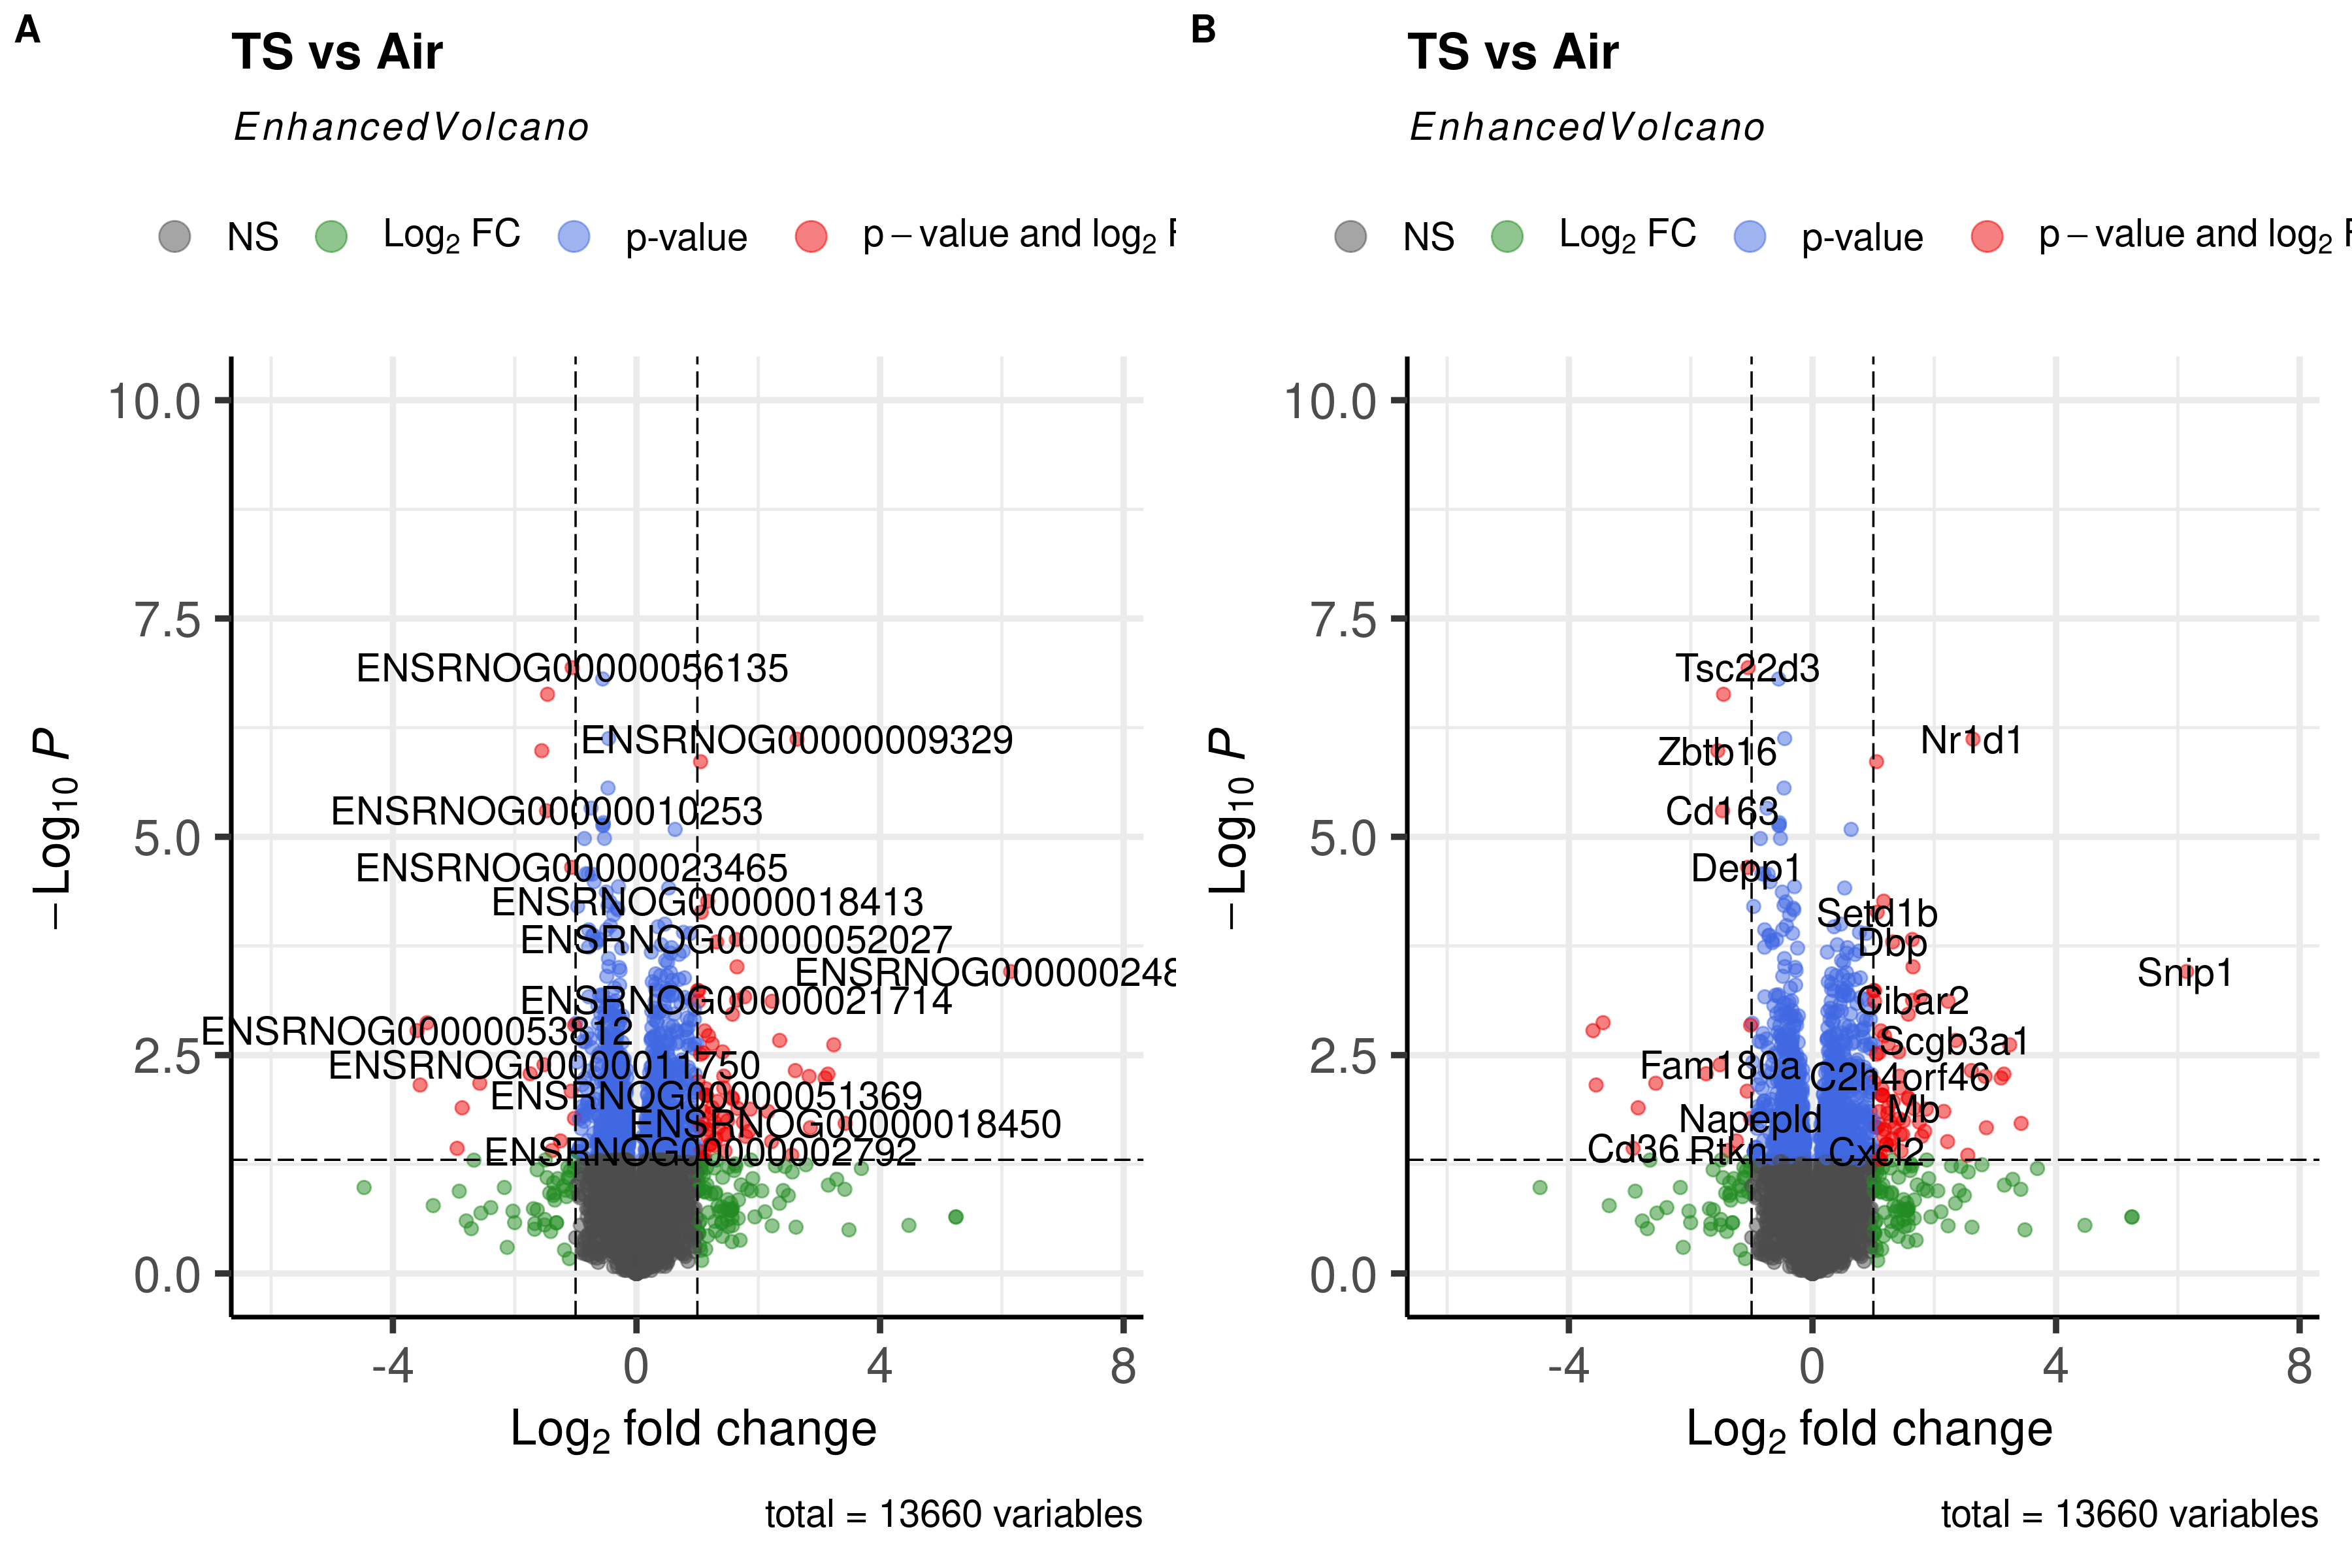 A
TS vs Air
EnhancedVolcano
NS
Log2 FC
p-value
p – value and log2 F
10.0
7.5
5.0
2.5
0.0
–Log10 P
ENSRNOG00000056135
ENSRNOG00000009329
ENSRNOG00000010253
ENSRNOG00000023465
ENSRNOG00000018413
ENSRNOG00000052027
ENSRNOG000000248
ENSRNOG00000021714
ENSRNOG00000053812
ENSRNOG00000011750
ENSRNOG00000051369
ENSRNOG00000018450
ENSRNOG00000002792
-4
0
4
8
Log2 fold change
total = 13660 variables
B
TS vs Air
EnhancedVolcano
NS
Log2 FC
p-value
p – value and log2 F
10.0
7.5
5.0
2.5
0.0
–Log10 P
Tsc22d3
Nr1d1
Zbtb16
Cd163
Depp1
Setd1b
Dbp
Snip1
Cibar2
Scgb3a1
Fam180a
C2h4orf46
Mb
Napepld
Cd36
Rtkn
Cxcl2
-4
0
4
8
Log2 fold change
total = 13660 variables